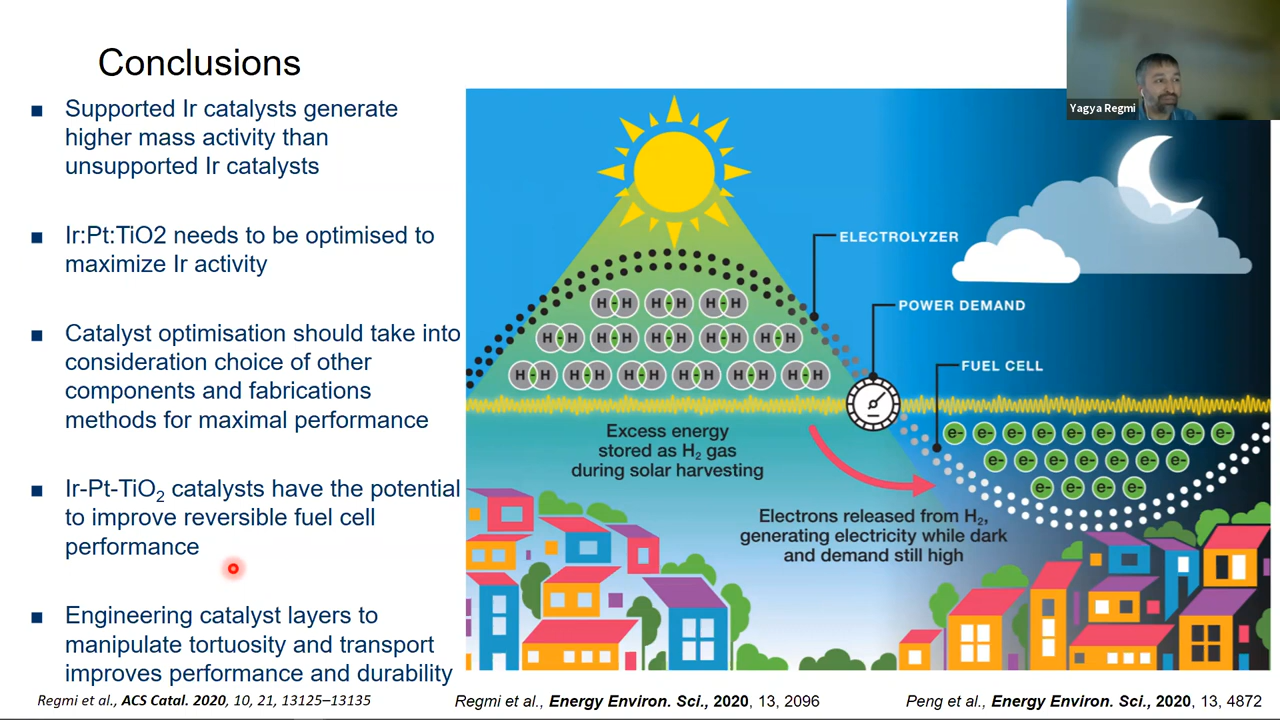 Conclusions
Yagya Regmi
▪ Supported Ir catalysts generate
higher mass activity than
unsupported Ir catalysts
▪ Ir:Pt:TiO2 needs to be optimised to
maximize Ir activity
▪ Catalyst optimisation should take into
consideration choice of other
components and fabrications
methods for maximal performance
▪ Ir-Pt-TiO₂ catalysts have the potential
to improve reversible fuel cell
performance
▪ Engineering catalyst layers to
manipulate tortuosity and transport
improves performance and durability
ELECTROLYZER
POWER DEMAND
FUEL CELL
H-H H-H H-H
H-H H-H H-H H-H H-H
H-H H-H H-H H-H H-H H-H
e- e- e- e- e- e- e- e- e- e-
e- e- e- e- e- e- e-
e- e- e- e-
Excess energy
stored as H₂ gas
during solar harvesting
Electrons released from H₂,
generating electricity while dark
and demand still high
Regmi et al., ACS Catal. 2020, 10, 21, 13125–13135
Regmi et al., Energy Environ. Sci., 2020, 13, 2096
Peng et al., Energy Environ. Sci., 2020, 13, 4872